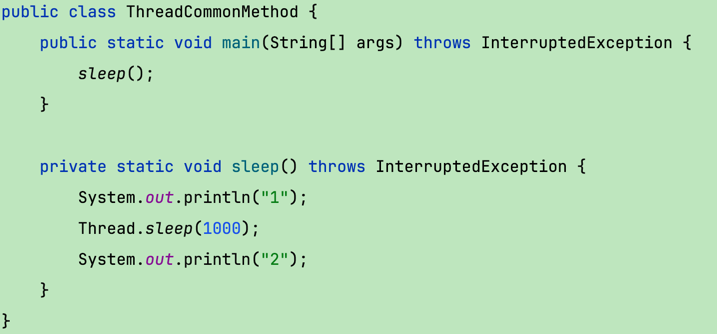 public class ThreadCommonMethod {
    public static void main(String[] args) throws InterruptedException {
        sleep();
    }

    private static void sleep() throws InterruptedException {
        System.out.println("1");
        Thread.sleep(1000);
        System.out.println("2");
    }
}